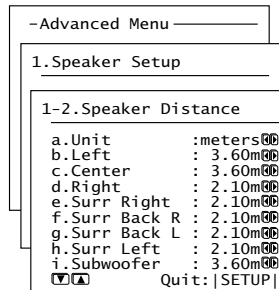 -Advanced Menu
1.Speaker Setup
1-2.Speaker Distance
a.Unit :meters
b.Left : 3.60m
c.Center : 3.60m
d.Right : 2.10m
e.Surr Right : 2.10m
f.Surr Back R : 2.10m
g.Surr Back L : 2.10m
h.Surr Left : 2.10m
i.Subwoofer : 3.60m
Quit:|SETUP|